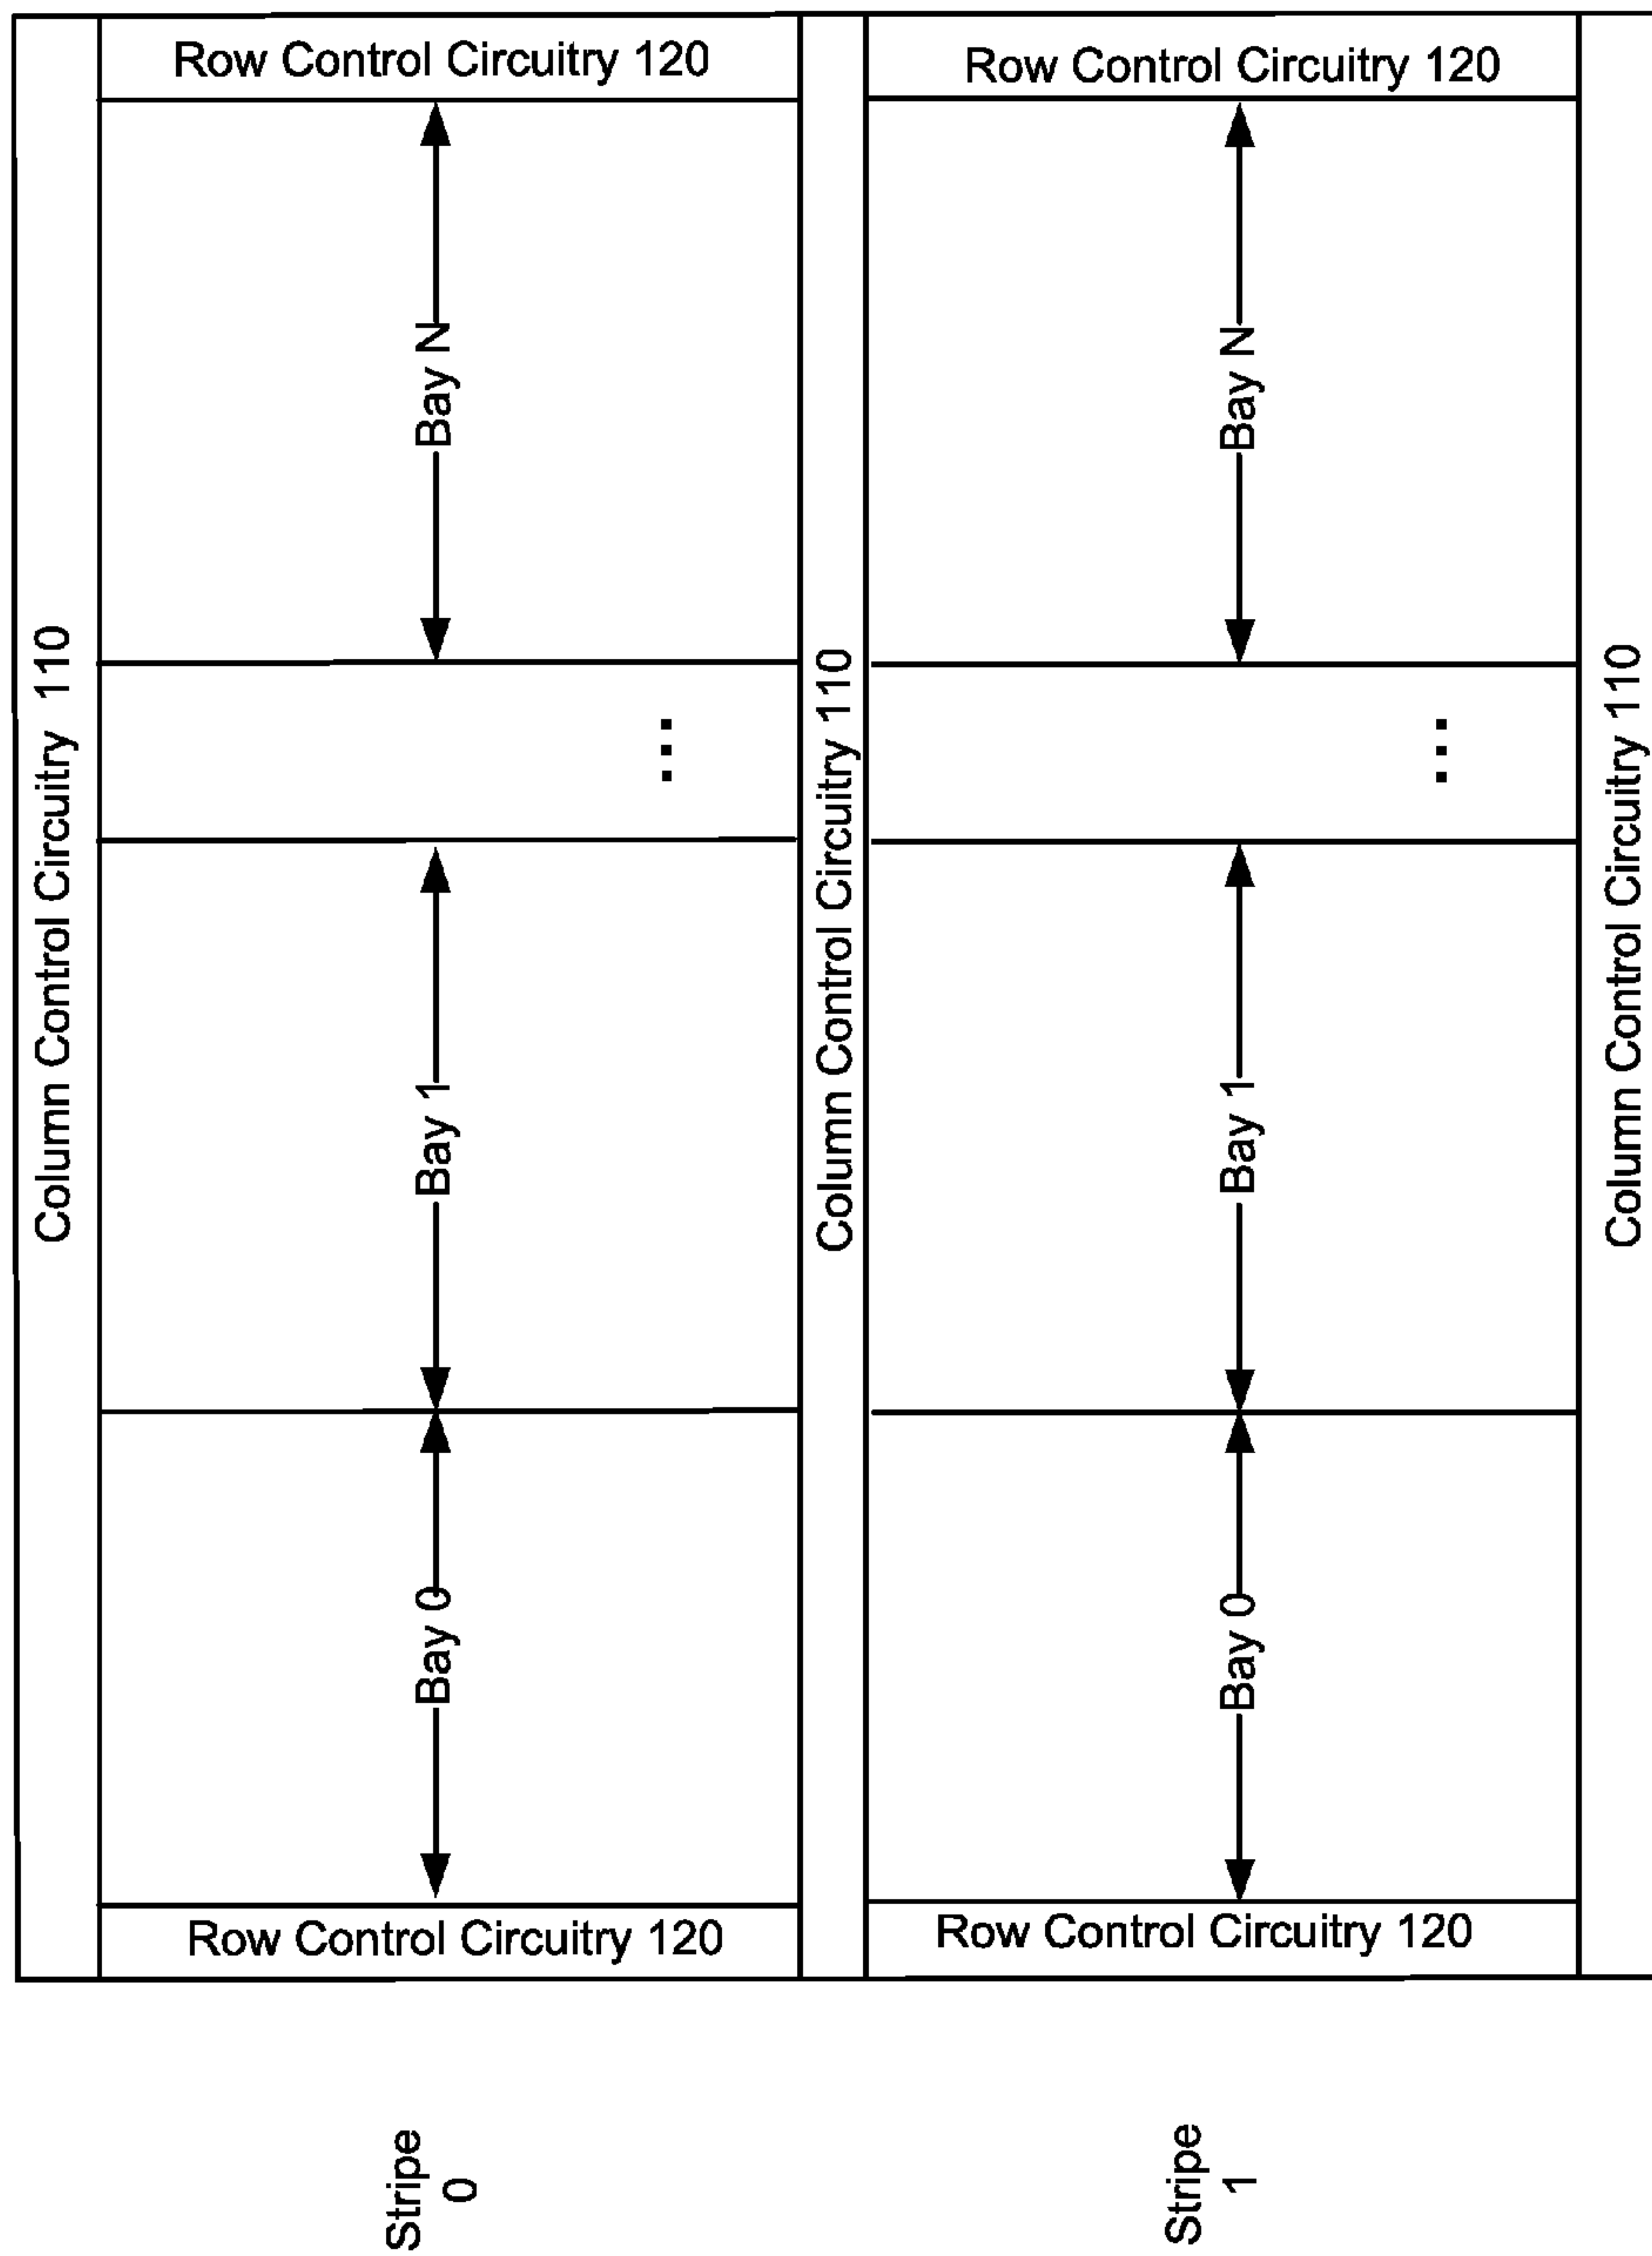 Column Control Circuitry 110
Stripe
0
Row Control Circuitry 120
Bay 0
Bay 1
...
Bay N
Row Control Circuitry 120
Column Control Circuitry 110
Stripe
1
Row Control Circuitry 120
Bay 0
Bay 1
...
Bay N
Row Control Circuitry 120
Column Control Circuitry 110